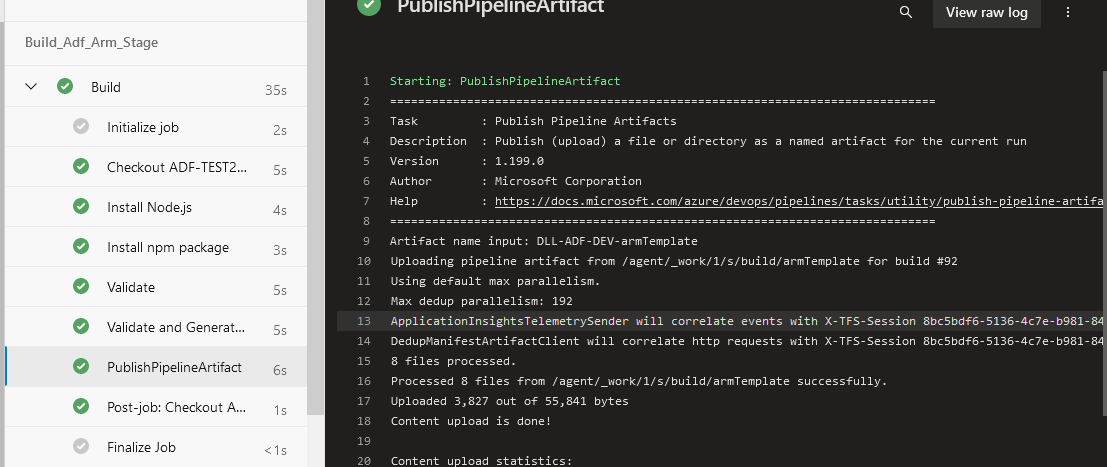 Build_Adf_Arm_Stage
Build 35s
Initialize job 2s
Checkout ADF-TEST2... 5s
Install Node.js 4s
Install npm package 3s
Validate 5s
Validate and Generat... 5s
PublishPipelineArtifact 6s
Post-job: Checkout A... 1s
Finalize Job <1s
PublishPipelineArtifact
View raw log
1 Starting: PublishPipelineArtifact
2 ==============================================================================
3 Task : Publish Pipeline Artifacts
4 Description : Publish (upload) a file or directory as a named artifact for the current run
5 Version : 1.199.0
6 Author : Microsoft Corporation
7 Help : https://docs.microsoft.com/azure/devops/pipelines/tasks/utility/publish-pipeline-artifa
8 ==============================================================================
9 Artifact name input: DLL-ADF-DEV-armTemplate
10 Uploading pipeline artifact from /agent/_work/1/s/build/armTemplate for build #92
11 Using default max parallelism.
12 Max dedup parallelism: 192
13 ApplicationInsightsTelemetrySender will correlate events with X-TFS-Session 8bc5bdf6-5136-4c7e-b981-84
14 DedupManifestArtifactClient will correlate http requests with X-TFS-Session 8bc5bdf6-5136-4c7e-b981-84
15 8 files processed.
16 Processed 8 files from /agent/_work/1/s/build/armTemplate successfully.
17 Uploaded 3,827 out of 55,841 bytes
18 Content upload is done!
19
20 Content upload statistics: